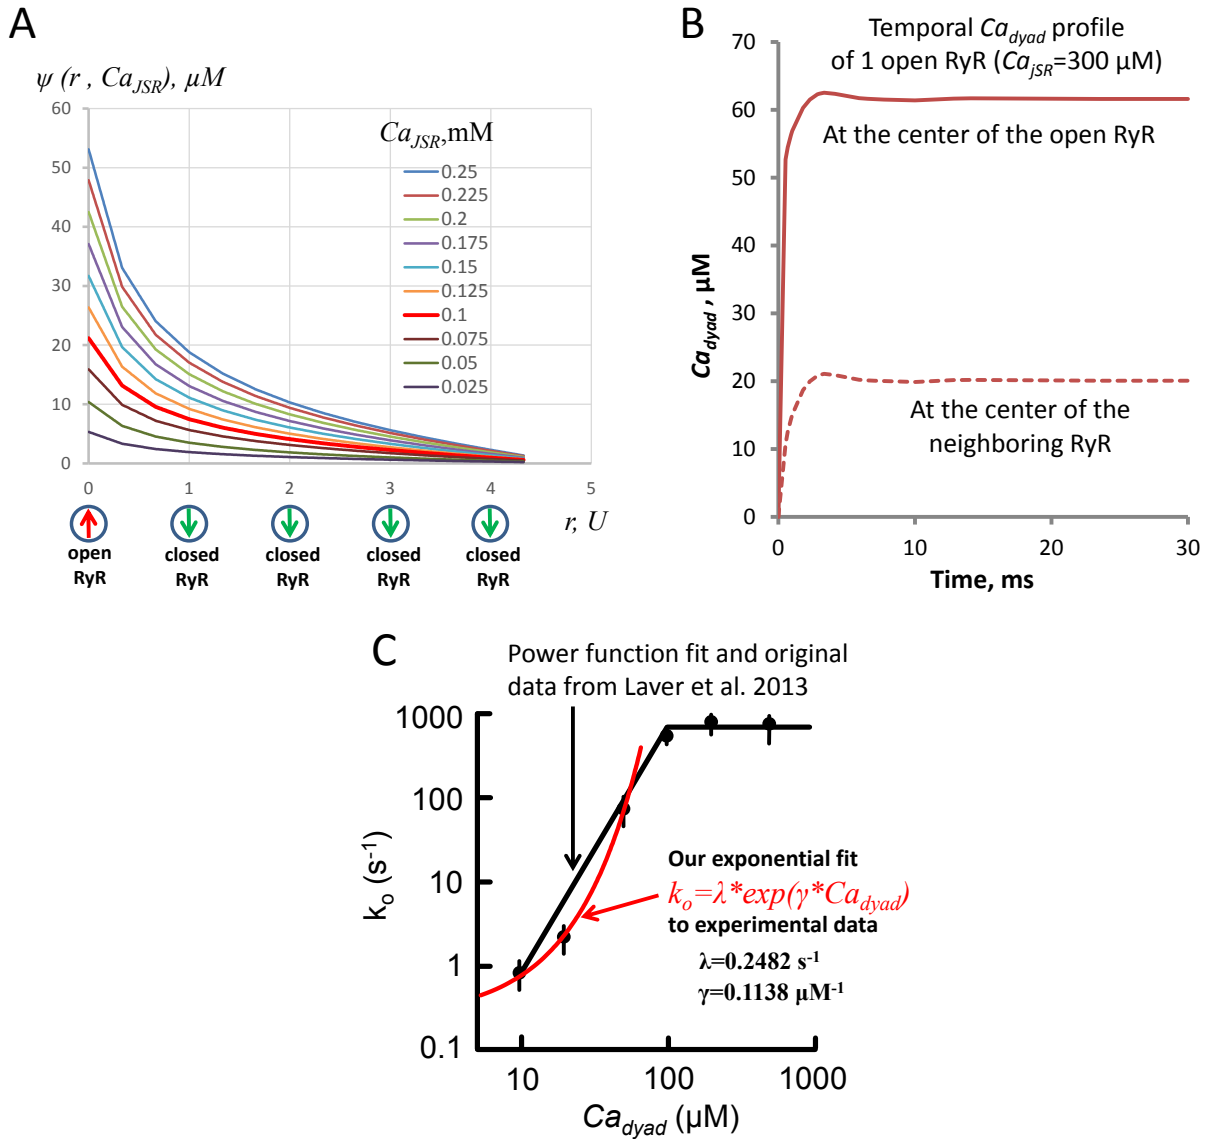 A
ψ (r , Ca_JSR), μM
60
50
40
30
20
10
0
Ca_JSR,mM
0.25
0.225
0.2
0.175
0.15
0.125
0.1
0.075
0.05
0.025
0 1 2 3 4 5
r, U
open RyR
closed RyR
closed RyR
closed RyR
closed RyR
B
Temporal Ca_dyad profile
of 1 open RyR (Ca_jSR=300 μM)
70
60
50
40
30
20
10
0
Ca_dyad, μM
At the center of the open RyR
At the center of the
neighboring RyR
0 10 20 30
Time, ms
C
Power function fit and original
data from Laver et al. 2013
1000
100
10
1
0.1
k_o (s^-1)
Our exponential fit
k_o=λ*exp(γ*Ca_dyad)
to experimental data
λ=0.2482 s^-1
γ=0.1138 μM^-1
10 100 1000
Ca_dyad (μM)